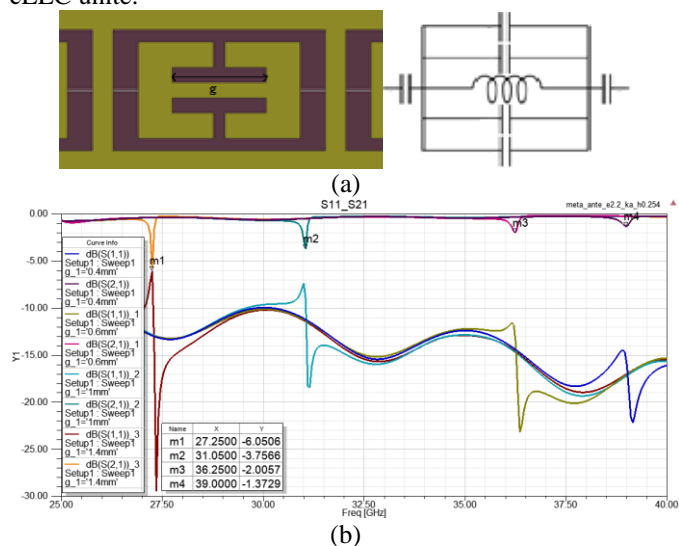 cELC unite.
g
(a)
S11_S21
meta_ante_e2.2_ka_h0.254
0.00
-5.00
-10.00
-15.00
-20.00
-25.00
-30.00
Y1
Curve Info
dB(S(1,1))
Setup1 : Sweep1
g_1='0.4mm'
dB(S(2,1))
Setup1 : Sweep1
g_1='0.4mm'
dB(S(1,1))_1
Setup1 : Sweep1
g_1='0.6mm'
dB(S(2,1))_1
Setup1 : Sweep1
g_1='0.6mm'
dB(S(1,1))_2
Setup1 : Sweep1
g_1='1mm'
dB(S(2,1))_2
Setup1 : Sweep1
g_1='1mm'
dB(S(1,1))_3
Setup1 : Sweep1
g_1='1.4mm'
dB(S(2,1))_3
Setup1 : Sweep1
g_1='1.4mm'
m1
m2
m3
m4
Name X Y
m1 27.2500 -6.0506
m2 31.0500 -3.7566
m3 36.2500 -2.0057
m4 39.0000 -1.3729
25.00 27.50 30.00 32.50 35.00 37.50 40.00
Freq [GHz]
(b)